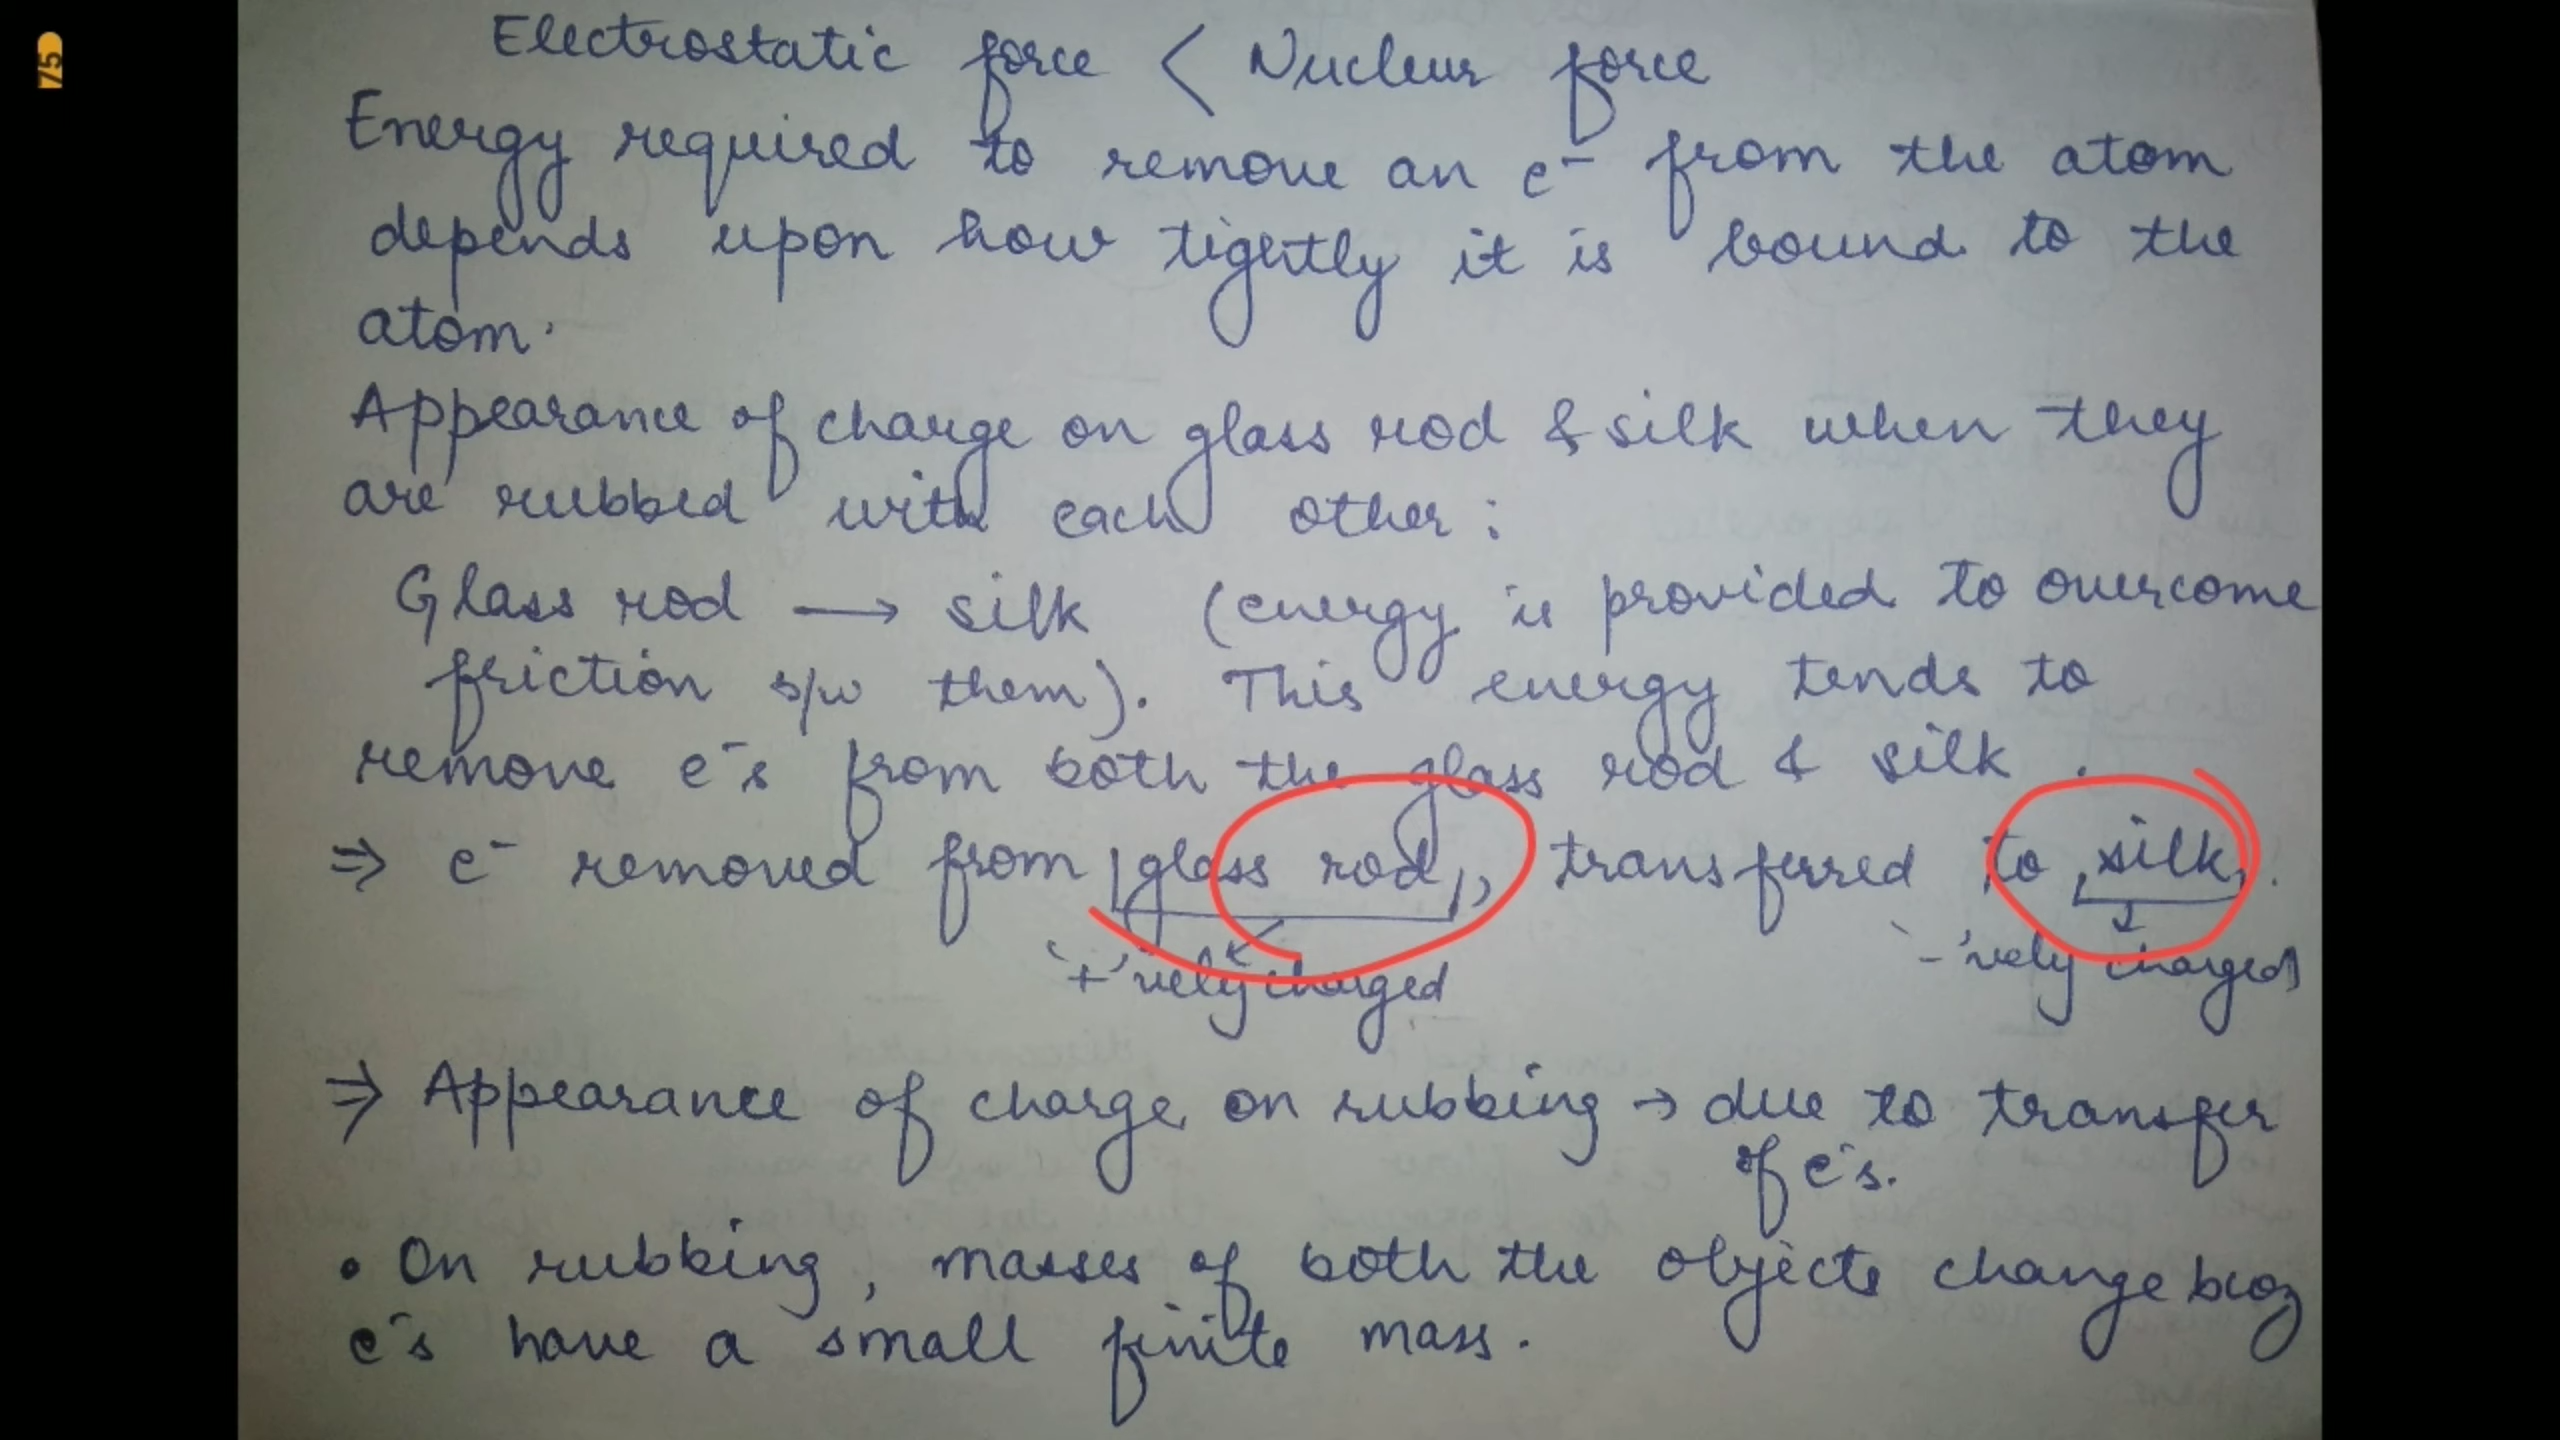 75
Electrostatic force < Nuclear force
Energy required to remove an e⁻ from the atom
depends upon how tightly it is bound to the
atom.
Appearance of charge on glass rod & silk when they
are rubbed with each other :
Glass rod → silk (energy is provided to overcome
friction b/w them). This energy tends to
remove e⁻s from both the glass rod & silk .
⇒ e⁻ removed from glass rod, transferred to silk.
'+'vely charged '-'vely charged
⇒ Appearance of charge on rubbing → due to transfer
of e⁻s.
• On rubbing, masses of both the objects change bcoz
e⁻s have a small finite mass.